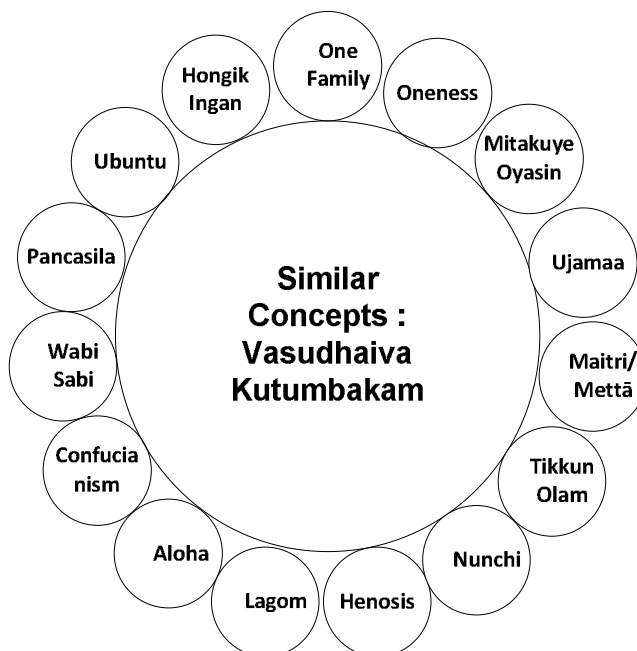 One
Family
Oneness
Mitakuye
Oyasin
Ujamaa
Maitri/
Mettā
Tikkun
Olam
Nunchi
Henosis
Lagom
Aloha
Confucia
nism
Wabi
Sabi
Pancasila
Ubuntu
Hongik
Ingan
Similar
Concepts :
Vasudhaiva
Kutumbakam